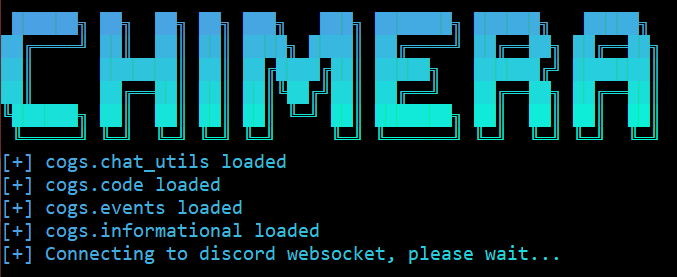 CHIMERA
[+] cogs.chat_utils loaded
[+] cogs.code loaded
[+] cogs.events loaded
[+] cogs.informational loaded
[+] Connecting to discord websocket, please wait...